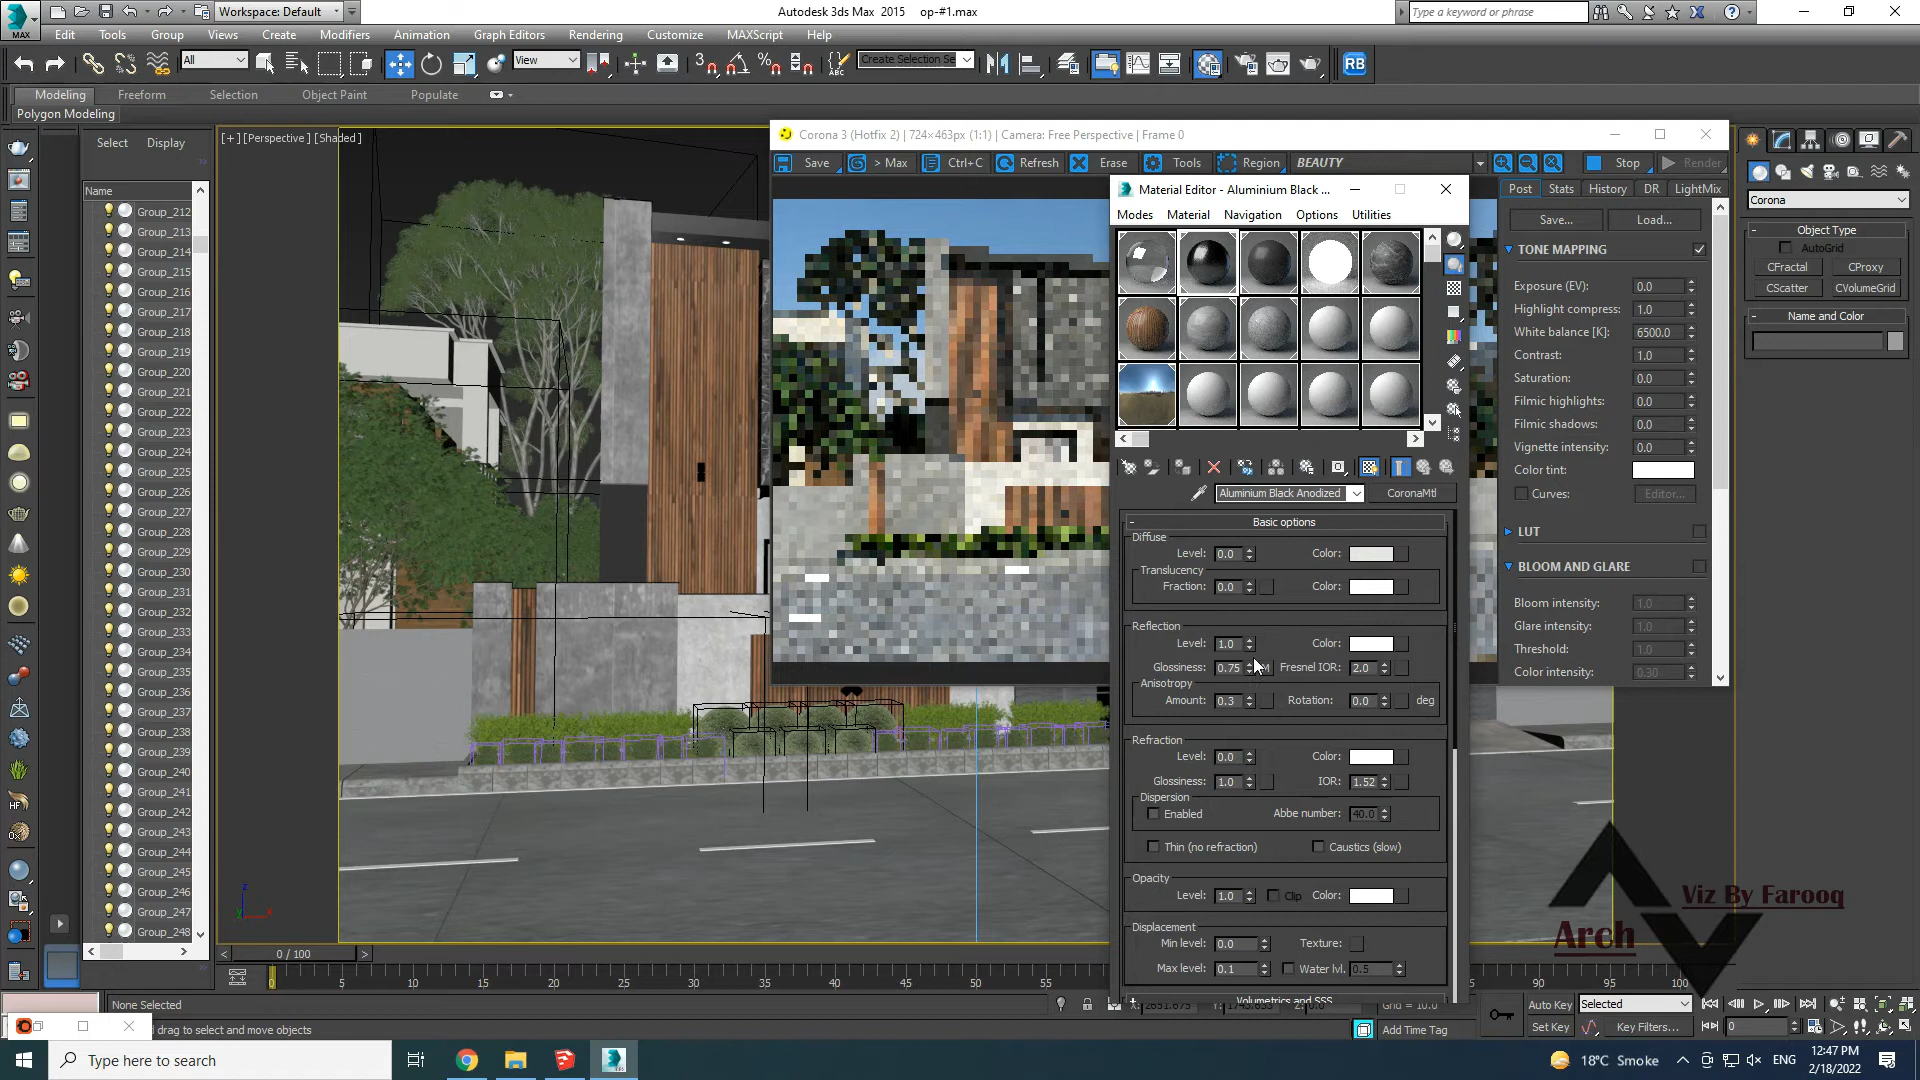 MAX
Workspace: Default
Autodesk 3ds Max  2015    op-#1.max
Type a keyword or phrase
Edit Tools Group Views Create Modifiers Animation Graph Editors Rendering Customize MAXScript Help
All View Create Selection Se RB
Modeling Freeform Selection Object Paint Populate
Polygon Modeling
Select Display
Name
Group_212
Group_213
Group_214
Group_215
Group_216
Group_217
Group_218
Group_219
Group_220
Group_221
Group_222
Group_223
Group_224
Group_225
Group_226
Group_227
Group_228
Group_229
Group_230
Group_231
Group_232
Group_233
Group_234
Group_235
Group_236
Group_237
Group_238
Group_239
Group_240
Group_241
Group_242
Group_243
Group_244
Group_245
Group_246
Group_247
Group_248
[+] [Perspective] [Shaded]
Corona 3 (Hotfix 2) | 724×463px (1:1) | Camera: Free Perspective | Frame 0
Save > Max Ctrl+C Refresh Erase Tools Region BEAUTY Stop Render
Material Editor - Aluminium Black ...
Modes Material Navigation Options Utilities
Aluminium Black Anodized CoronaMtl
Basic options
Diffuse
Level: 0.0 Color:
Translucency
Fraction: 0.0 Color:
Reflection
Level: 1.0 Color:
Glossiness: 0.75 M Fresnel IOR: 2.0
Anisotropy
Amount: 0.3 Rotation: 0.0 deg
Refraction
Level: 0.0 Color:
Glossiness: 1.0 IOR: 1.52
Dispersion
Enabled Abbe number: 40.0
Thin (no refraction) Caustics (slow)
Opacity
Level: 1.0 Clip Color:
Displacement
Min level: 0.0 Texture:
Max level: 0.1 Water lvl. 0.5
Volumetrics and SSS
Post Stats History DR LightMix
Save... Load...
TONE MAPPING
Exposure (EV): 0.0
Highlight compress: 1.0
White balance [K]: 6500.0
Contrast: 1.0
Saturation: 0.0
Filmic highlights: 0.0
Filmic shadows: 0.0
Vignette intensity: 0.0
Color tint:
Curves: Editor...
LUT
BLOOM AND GLARE
Bloom intensity: 1.0
Glare intensity: 1.0
Threshold: 1.0
Color intensity: 0.30
Corona
Object Type
AutoGrid
CFractal CProxy
CScatter CVolumeGrid
Name and Color
Viz By Farooq
Arch
z
x
y
0 / 100
0 5 10 15 20 25 30 35 40 45 50 55 95 100
None Selected
drag to select and move objects
Grid = 10.0
Add Time Tag
Auto Key Selected
Set Key Key Filters... 0
Type here to search
18°C Smoke ENG 12:47 PM
2/18/2022